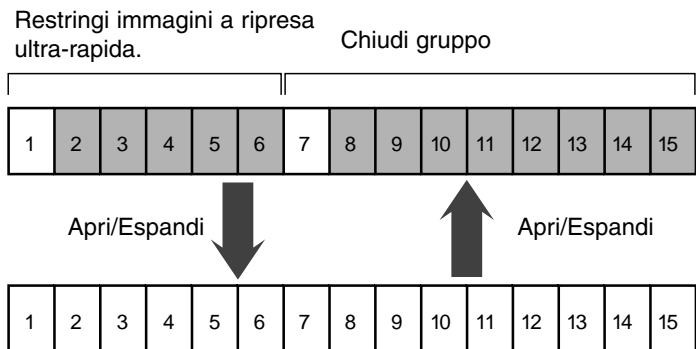 Restringi immagini a ripresa
ultra-rapida.
Chiudi gruppo
1 2 3 4 5 6 7 8 9 10 11 12 13 14 15
Apri/Espandi
Apri/Espandi
1 2 3 4 5 6 7 8 9 10 11 12 13 14 15